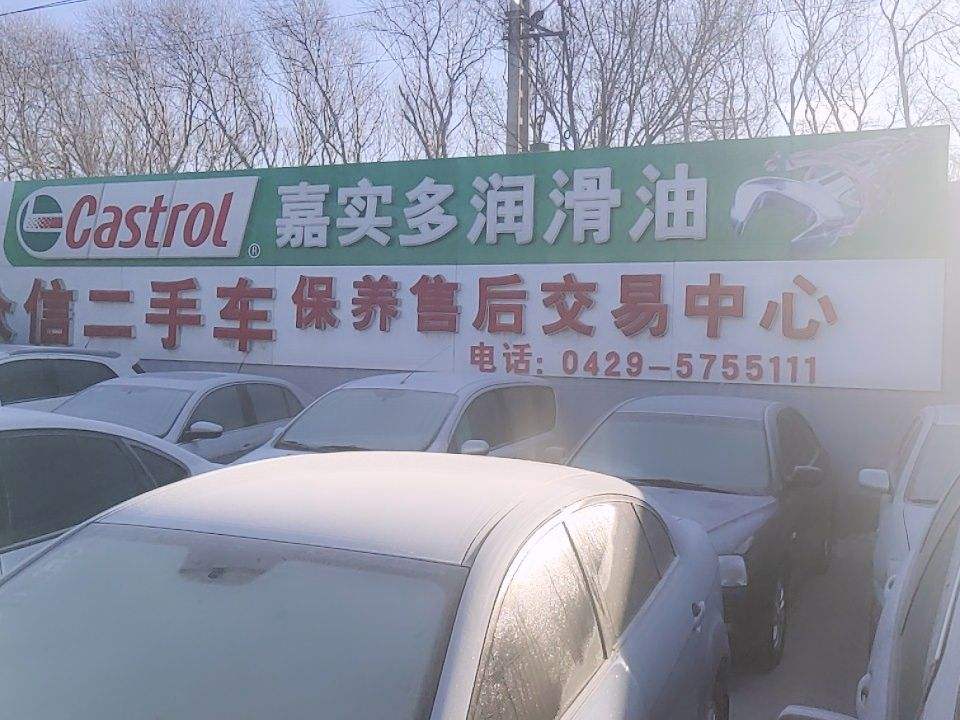 Castrol® 嘉实多润滑油
信二手车保养售后交易中心
电话: 0429-5755111